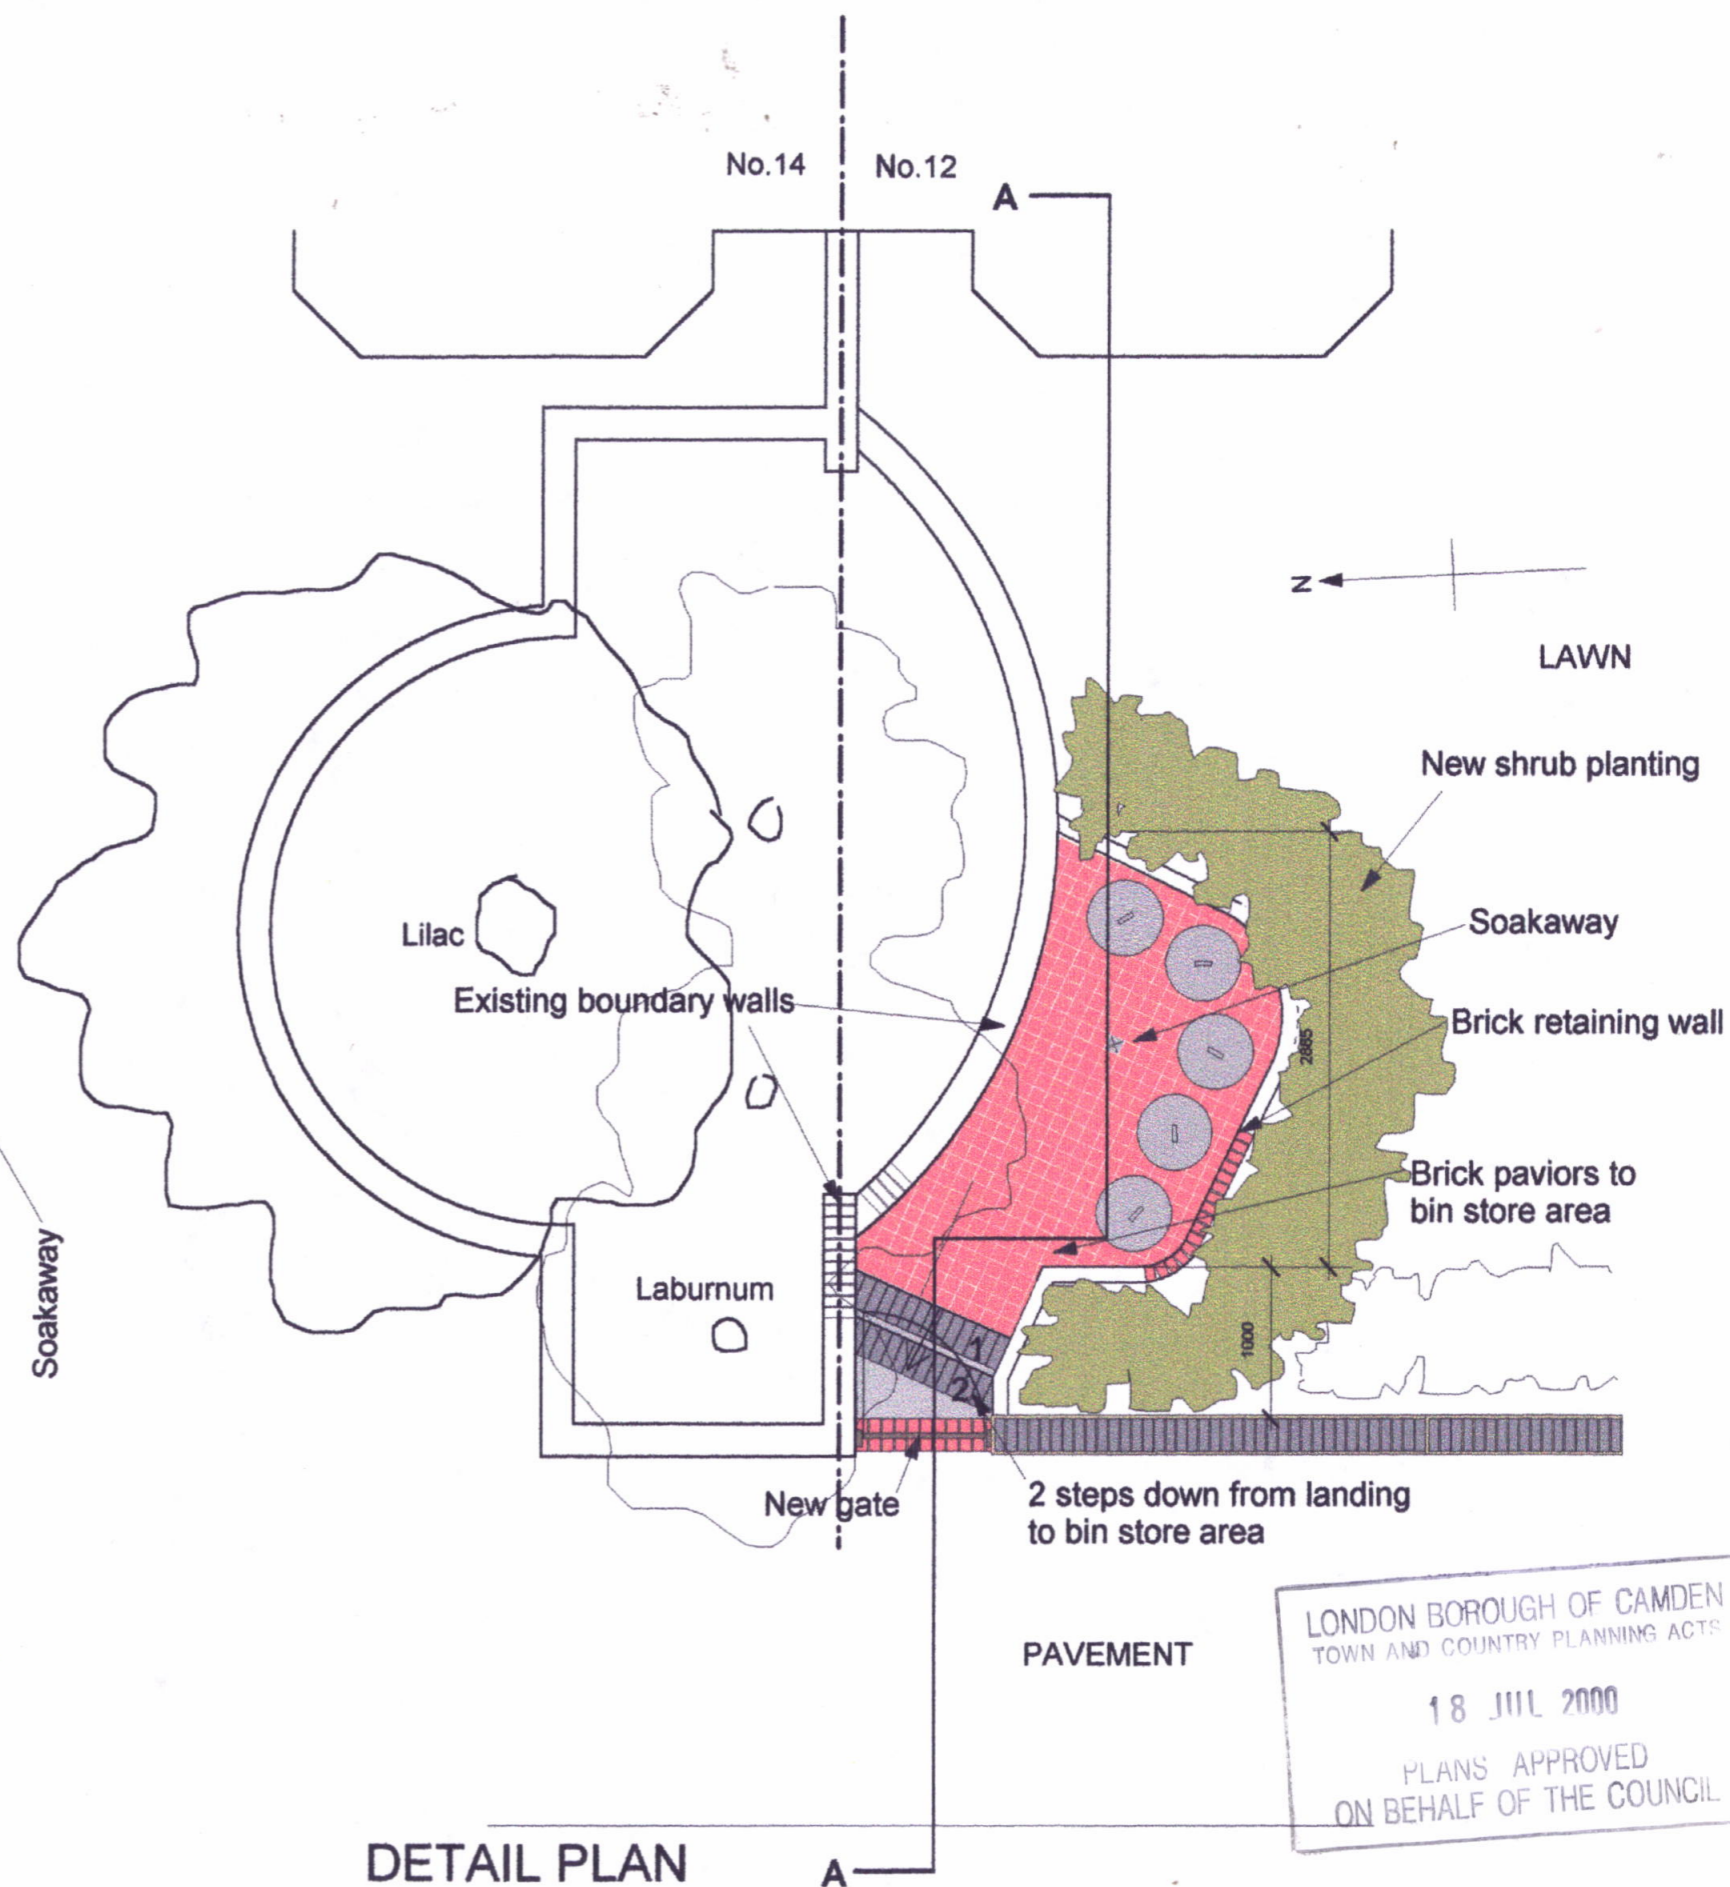 No.14
No.12
A
N
LAWN
New shrub planting
Soakaway
Lilac
Existing boundary walls
Brick retaining wall
2885
Brick paviors to
bin store area
Soakaway
Laburnum
1
2
1000
New gate
2 steps down from landing
to bin store area
PAVEMENT
LONDON BOROUGH OF CAMDEN
TOWN AND COUNTRY PLANNING ACTS
18 JUL 2000
PLANS APPROVED
ON BEHALF OF THE COUNCIL
DETAIL PLAN
A